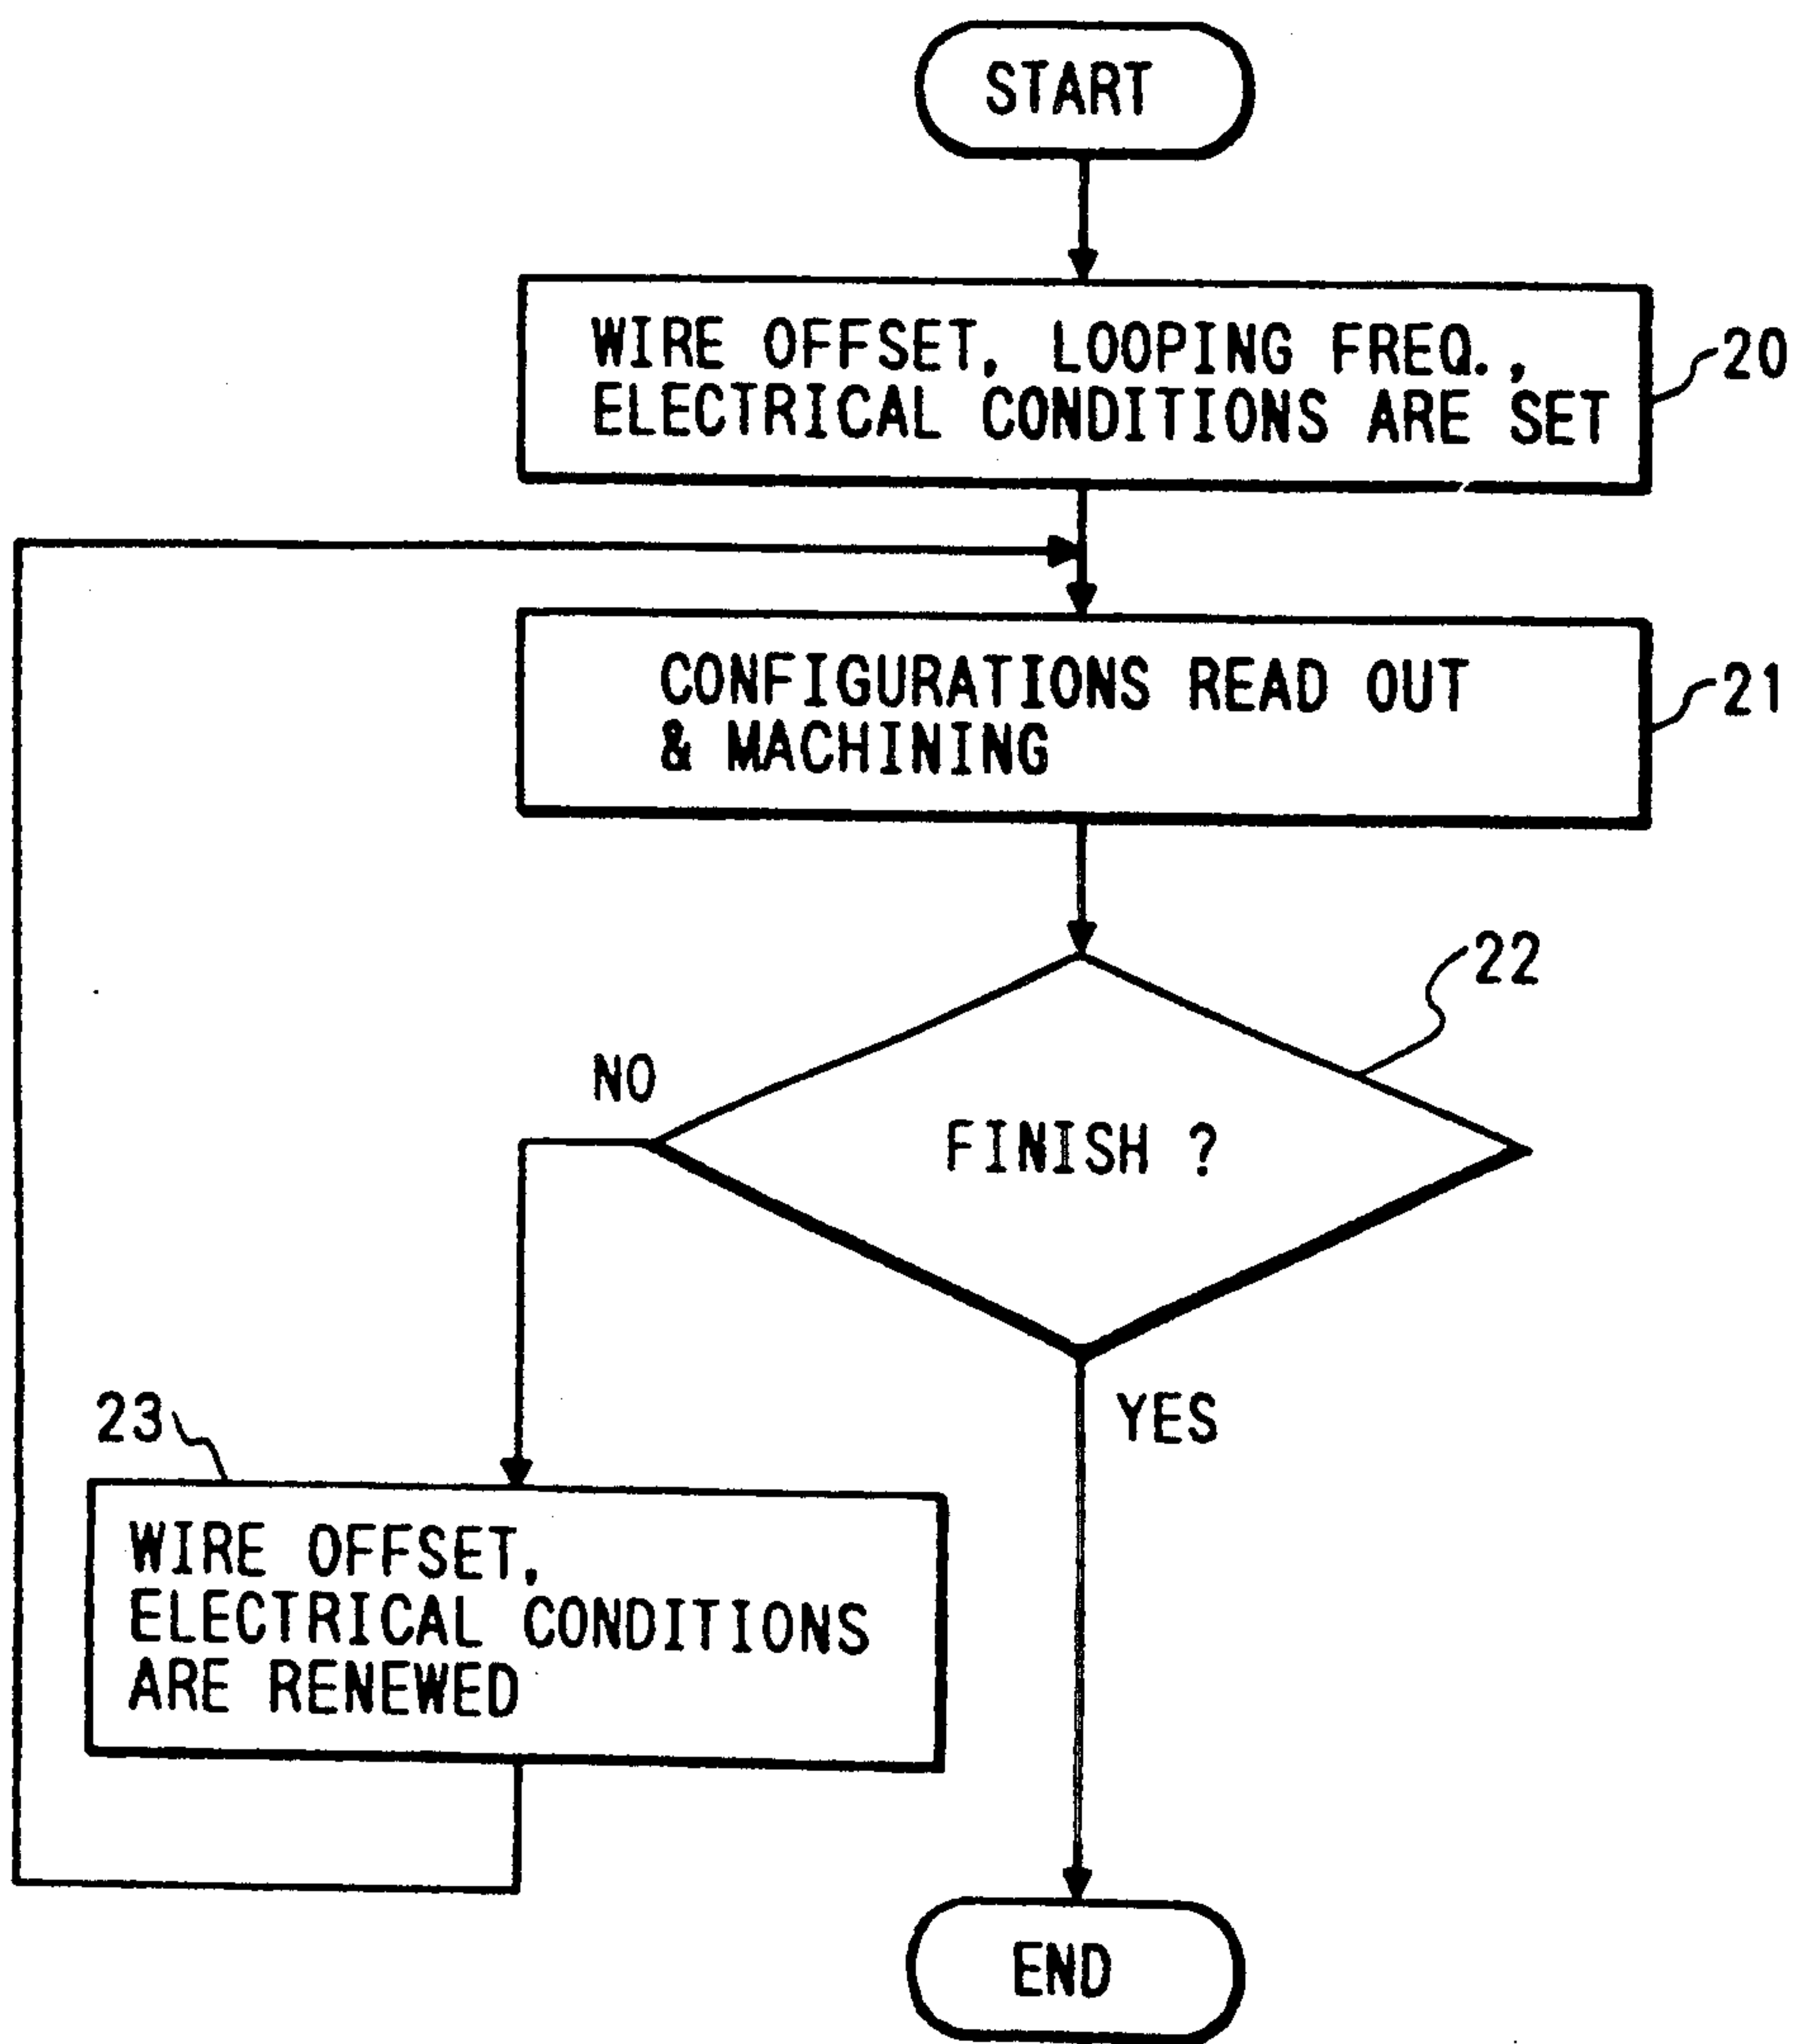 START
WIRE OFFSET, LOOPING FREQ.,
ELECTRICAL CONDITIONS ARE SET
20
CONFIGURATIONS READ OUT
& MACHINING
21
22
NO
FINISH ?
YES
23
WIRE OFFSET,
ELECTRICAL CONDITIONS
ARE RENEWED
END